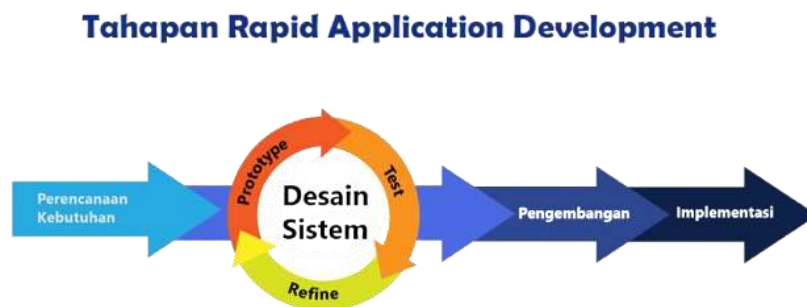 Tahapan Rapid Application Development
Perencanaan
Kebutuhan
Prototype
Test
Refine
Desain
Sistem
Pengembangan
Implementasi